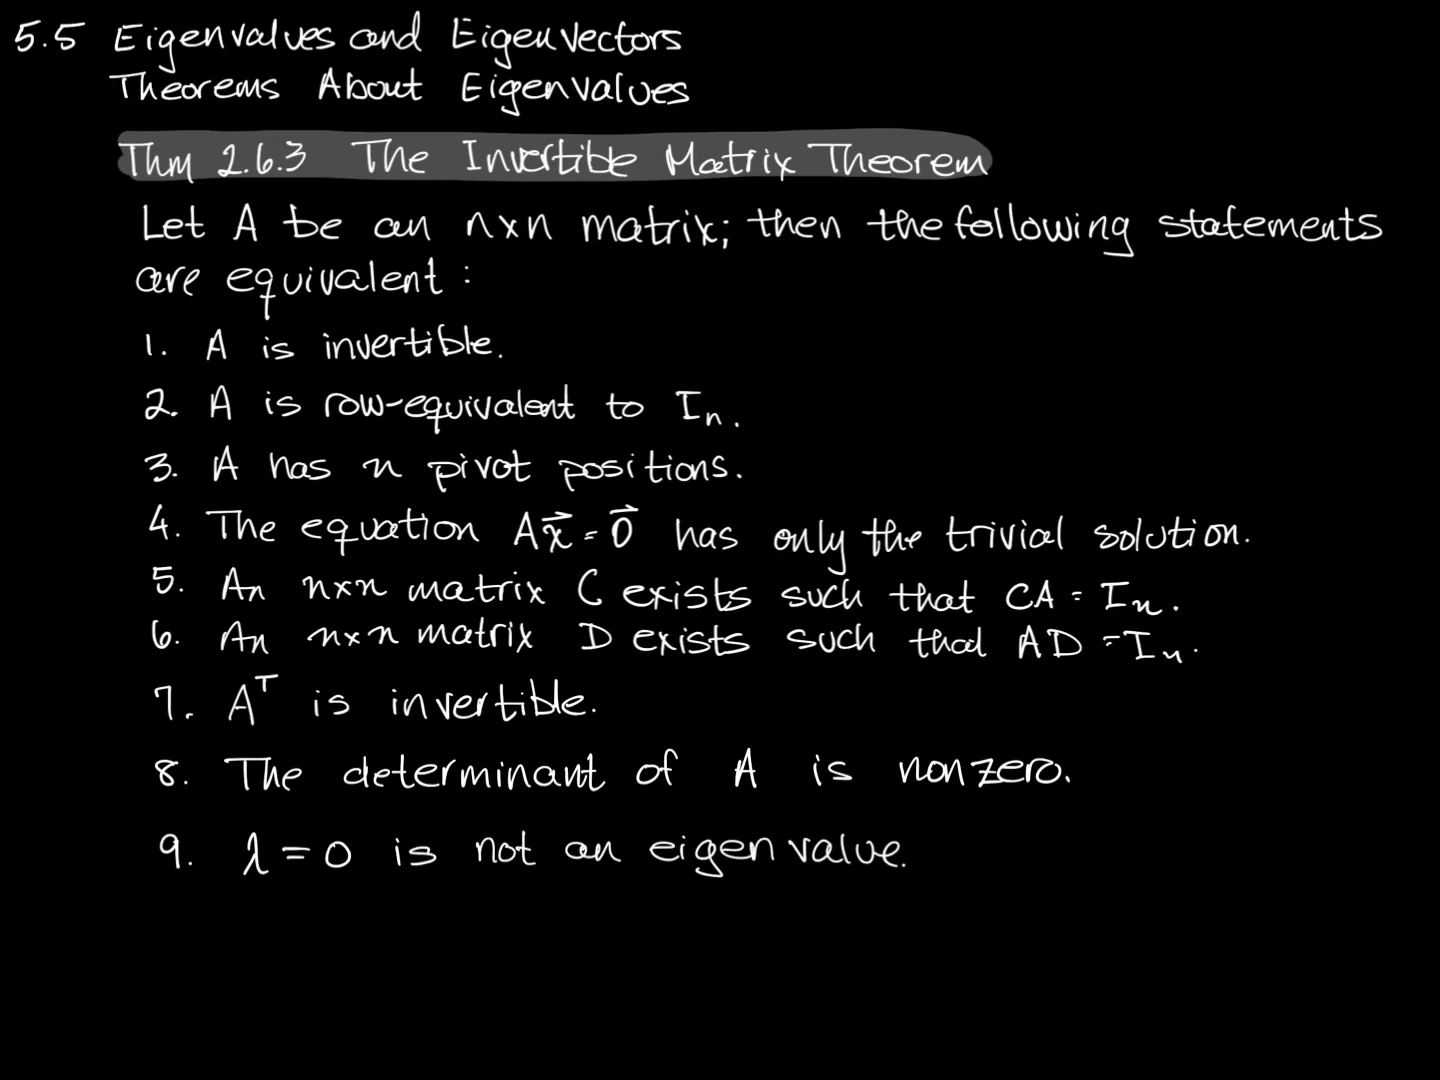 5.5 Eigenvalues and Eigenvectors
Theorems About Eigenvalues
Thm 2.6.3 The Invertible Matrix Theorem
Let A be an n×n matrix; then the following statements
are equivalent:
1. A is invertible.
2. A is row-equivalent to Iₙ.
3. A has n pivot positions.
4. The equation Ax⃗ = 0⃗ has only the trivial solution.
5. An n×n matrix C exists such that CA = Iₙ.
6. An n×n matrix D exists such that AD = Iₙ.
7. Aᵀ is invertible.
8. The determinant of A is nonzero.
9. λ = 0 is not an eigenvalue.